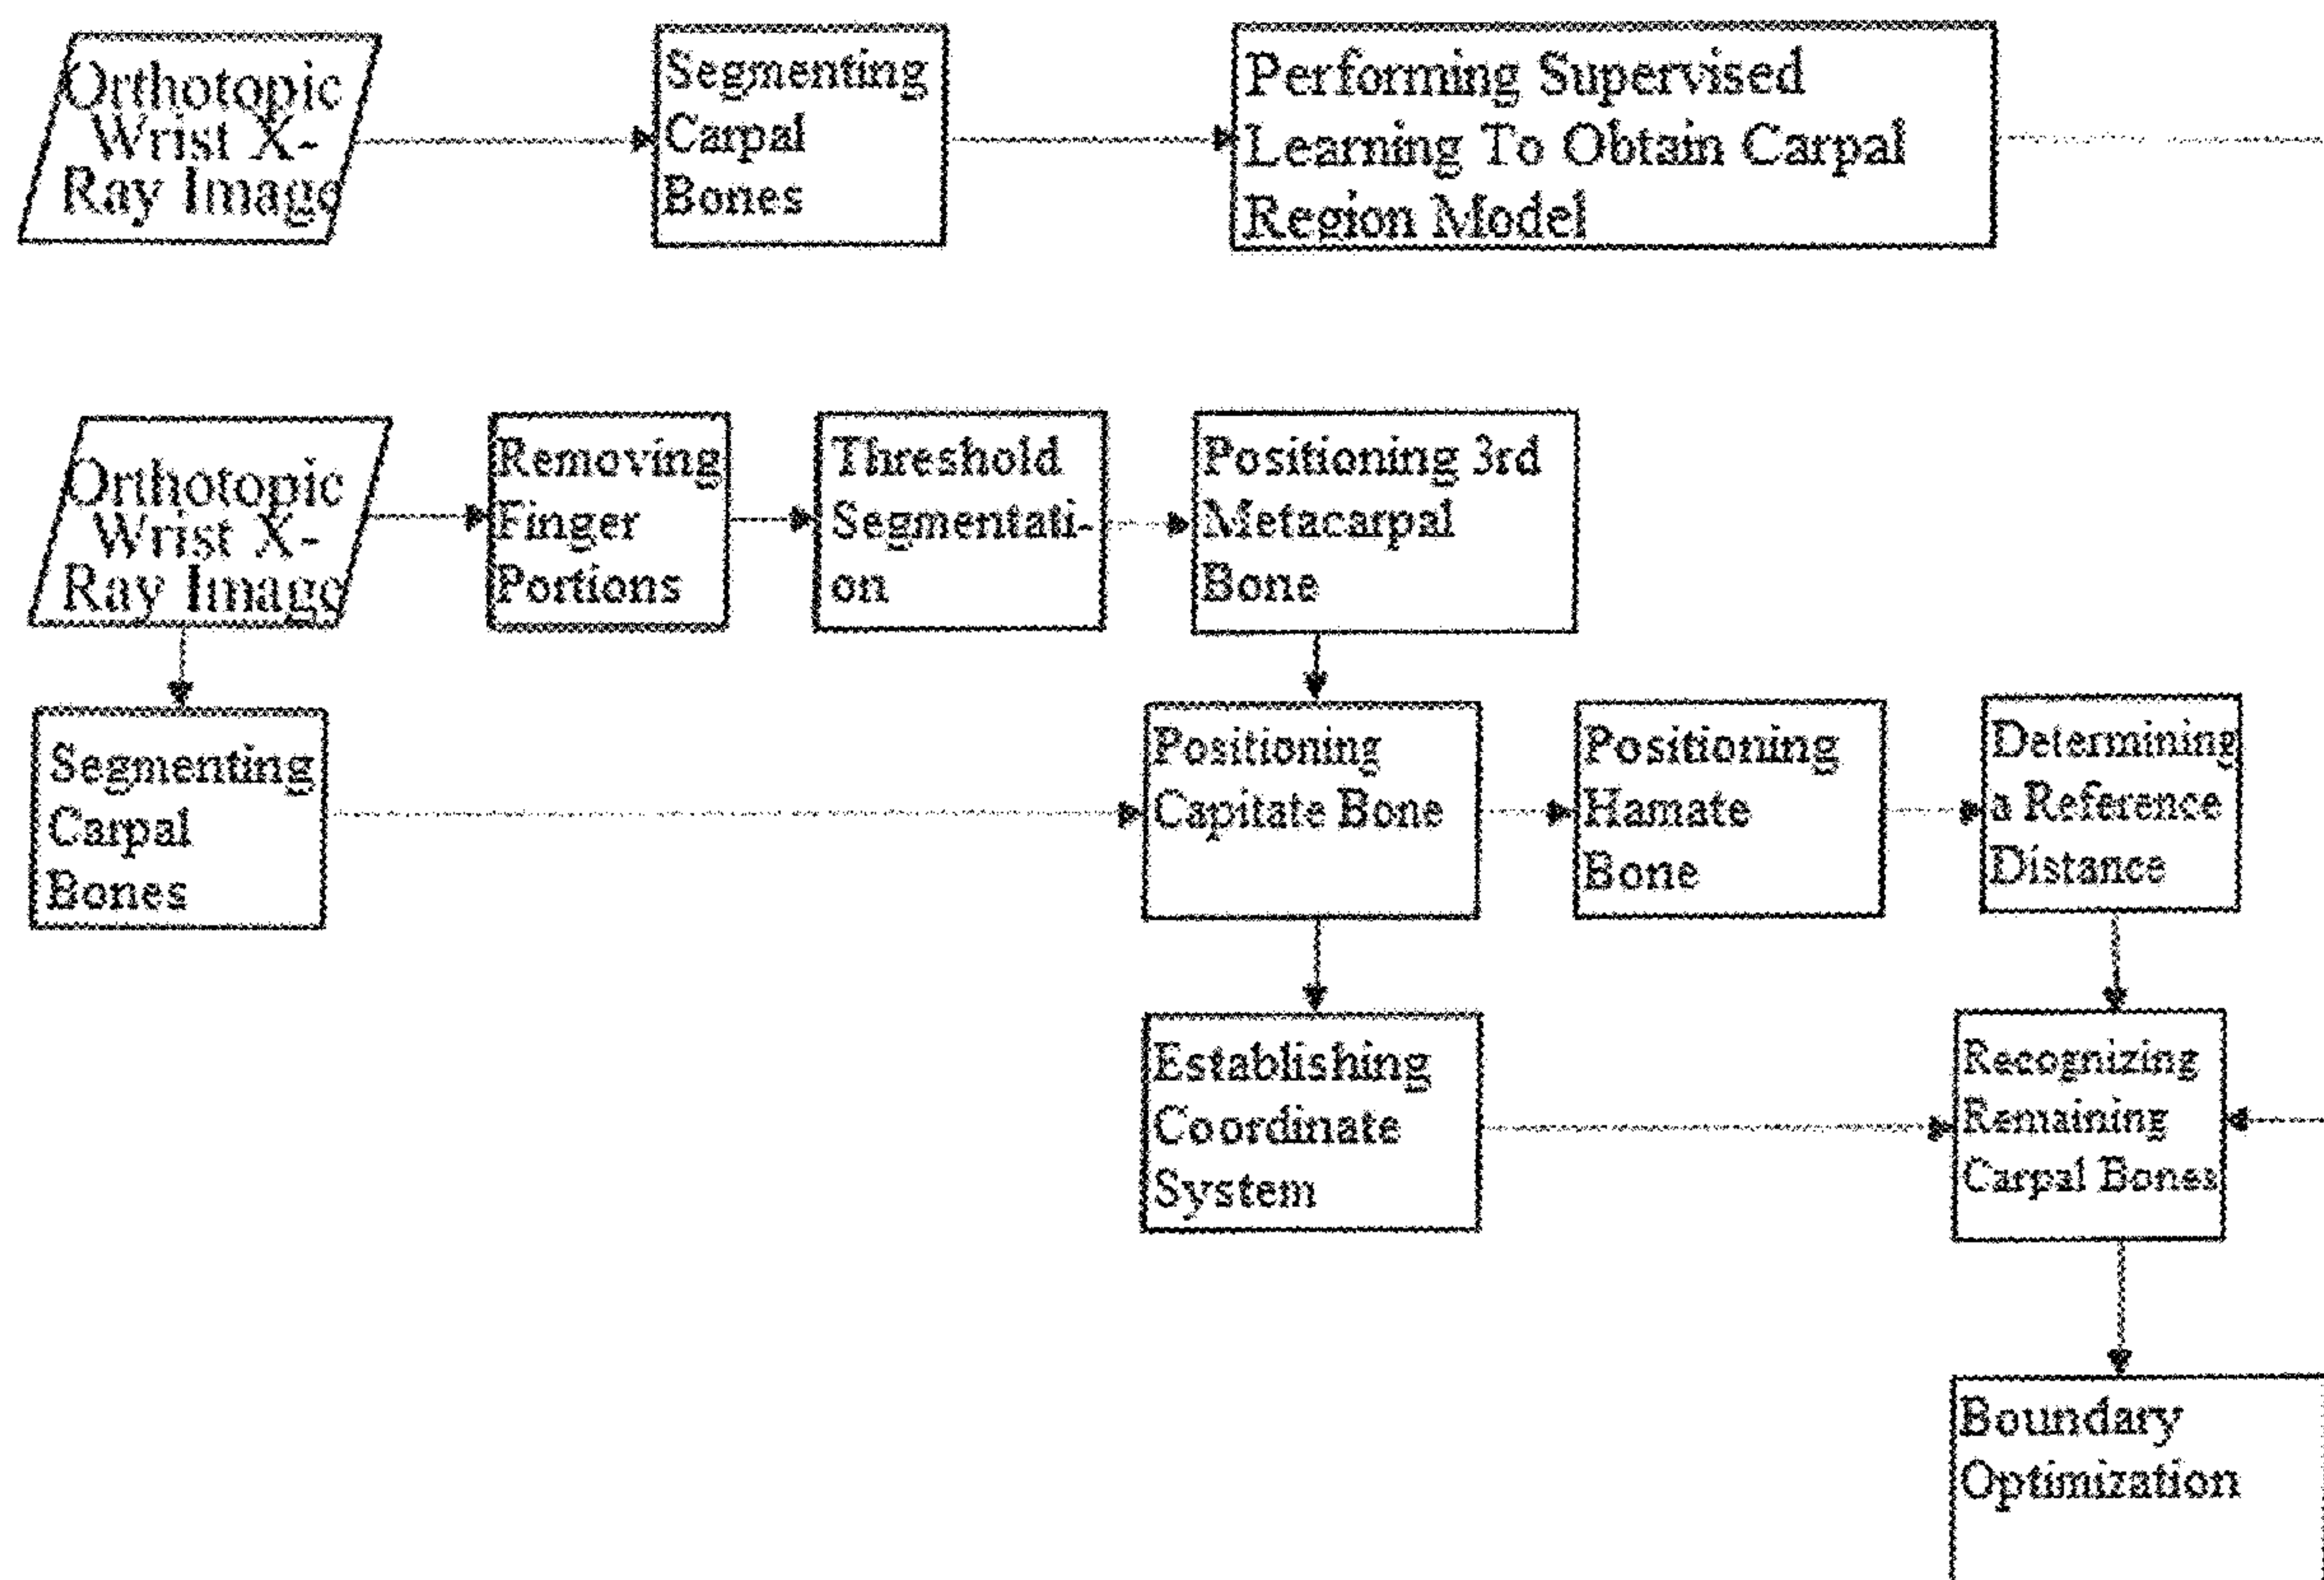 Orthotopic
Wrist X-
Ray Image
Segmenting
Carpal
Bones
Performing Supervised
Learning To Obtain Carpal
Region Model
Orthotopic
Wrist X-
Ray Image
Removing
Finger
Portions
Threshold
Segmentati-
on
Positioning 3rd
Metacarpal
Bone
Segmenting
Carpal
Bones
Positioning
Capitate Bone
Positioning
Hamate
Bone
Determining
a Reference
Distance
Establishing
Coordinate
System
Recognizing
Remaining
Carpal Bones
Boundary
Optimization